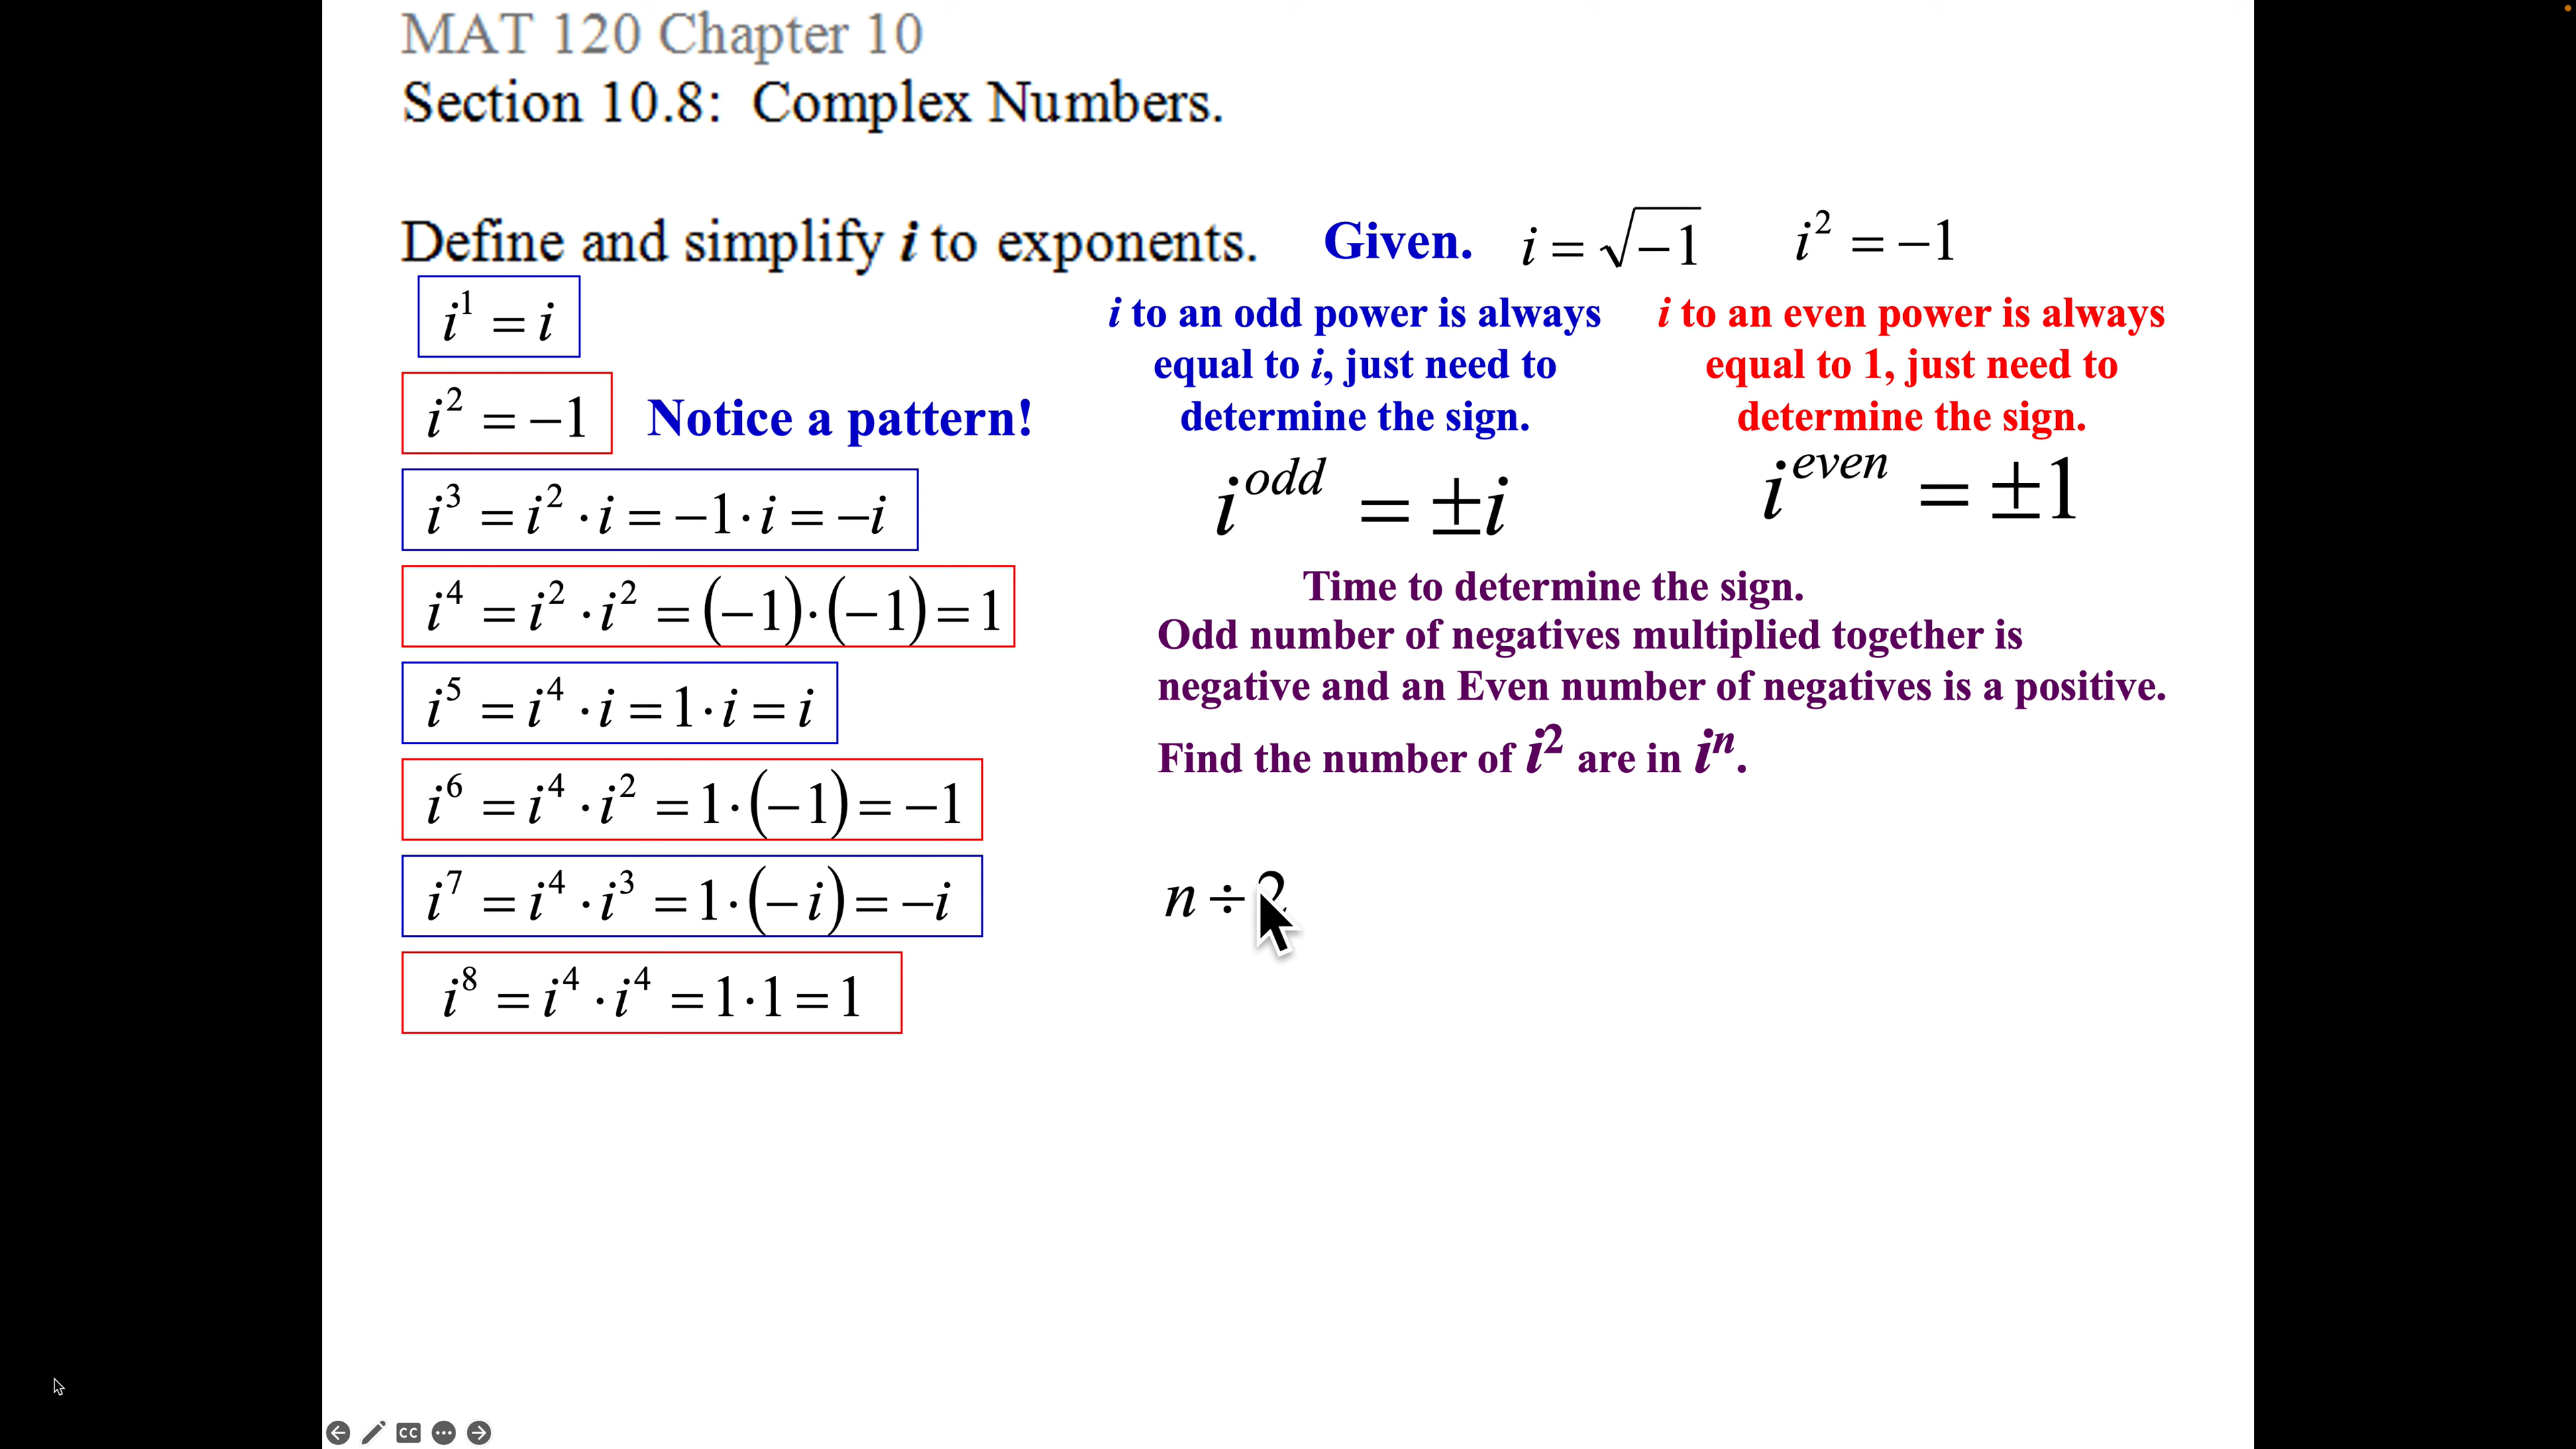 MAT 120 Chapter 10
Section 10.8: Complex Numbers.
Define and simplify i to exponents.
Given. i = √−1 i² = −1
i¹ = i
i² = −1
Notice a pattern!
i³ = i² · i = −1 · i = −i
i⁴ = i² · i² = (−1) · (−1) = 1
i⁵ = i⁴ · i = 1 · i = i
i⁶ = i⁴ · i² = 1 · (−1) = −1
i⁷ = i⁴ · i³ = 1 · (−i) = −i
i⁸ = i⁴ · i⁴ = 1 · 1 = 1
i to an odd power is always
equal to i, just need to
determine the sign.
i^odd = ±i
i to an even power is always
equal to 1, just need to
determine the sign.
i^even = ±1
Time to determine the sign.
Odd number of negatives multiplied together is
negative and an Even number of negatives is a positive.
Find the number of i² are in iⁿ.
n ÷ 2
CC